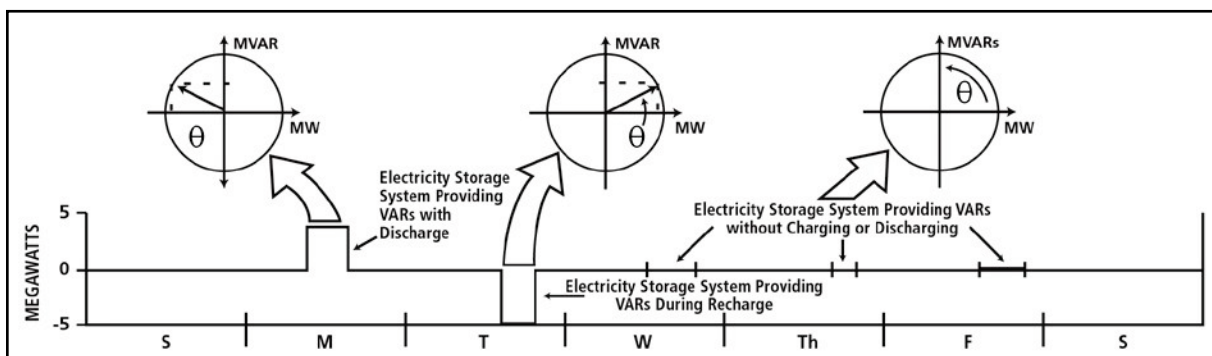 MVAR
MW
θ
MVAR
MW
θ
MVARs
MW
θ
Electricity Storage
System Providing
VARs with
Discharge
Electricity Storage System Providing VARs
without Charging or Discharging
Electricity Storage System Providing
VARs During Recharge
MEGAWATTS
5
0
-5
S M T W Th F S